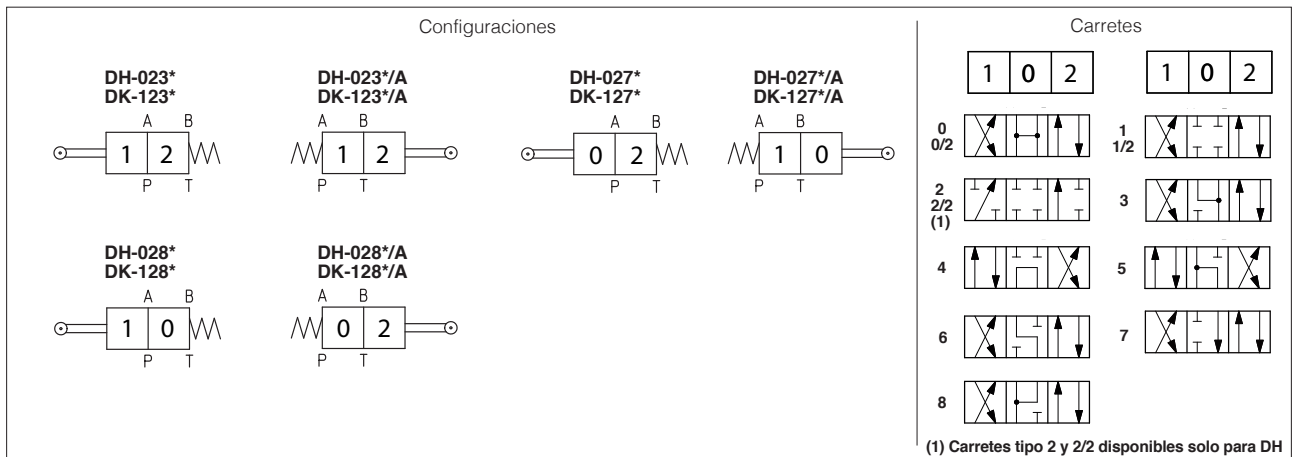 Configuraciones
DH-023*
DK-123*
A B
1 2
P T
DH-023*/A
DK-123*/A
A B
1 2
P T
DH-027*
DK-127*
A B
0 2
P T
DH-027*/A
DK-127*/A
A B
1 0
P T
DH-028*
DK-128*
A B
1 0
P T
DH-028*/A
DK-128*/A
A B
0 2
P T
Carretes
1 0 2
1 0 2
0
0/2
1
1/2
2
2/2
(1)
3
4
5
6
7
8
(1) Carretes tipo 2 y 2/2 disponibles solo para DH